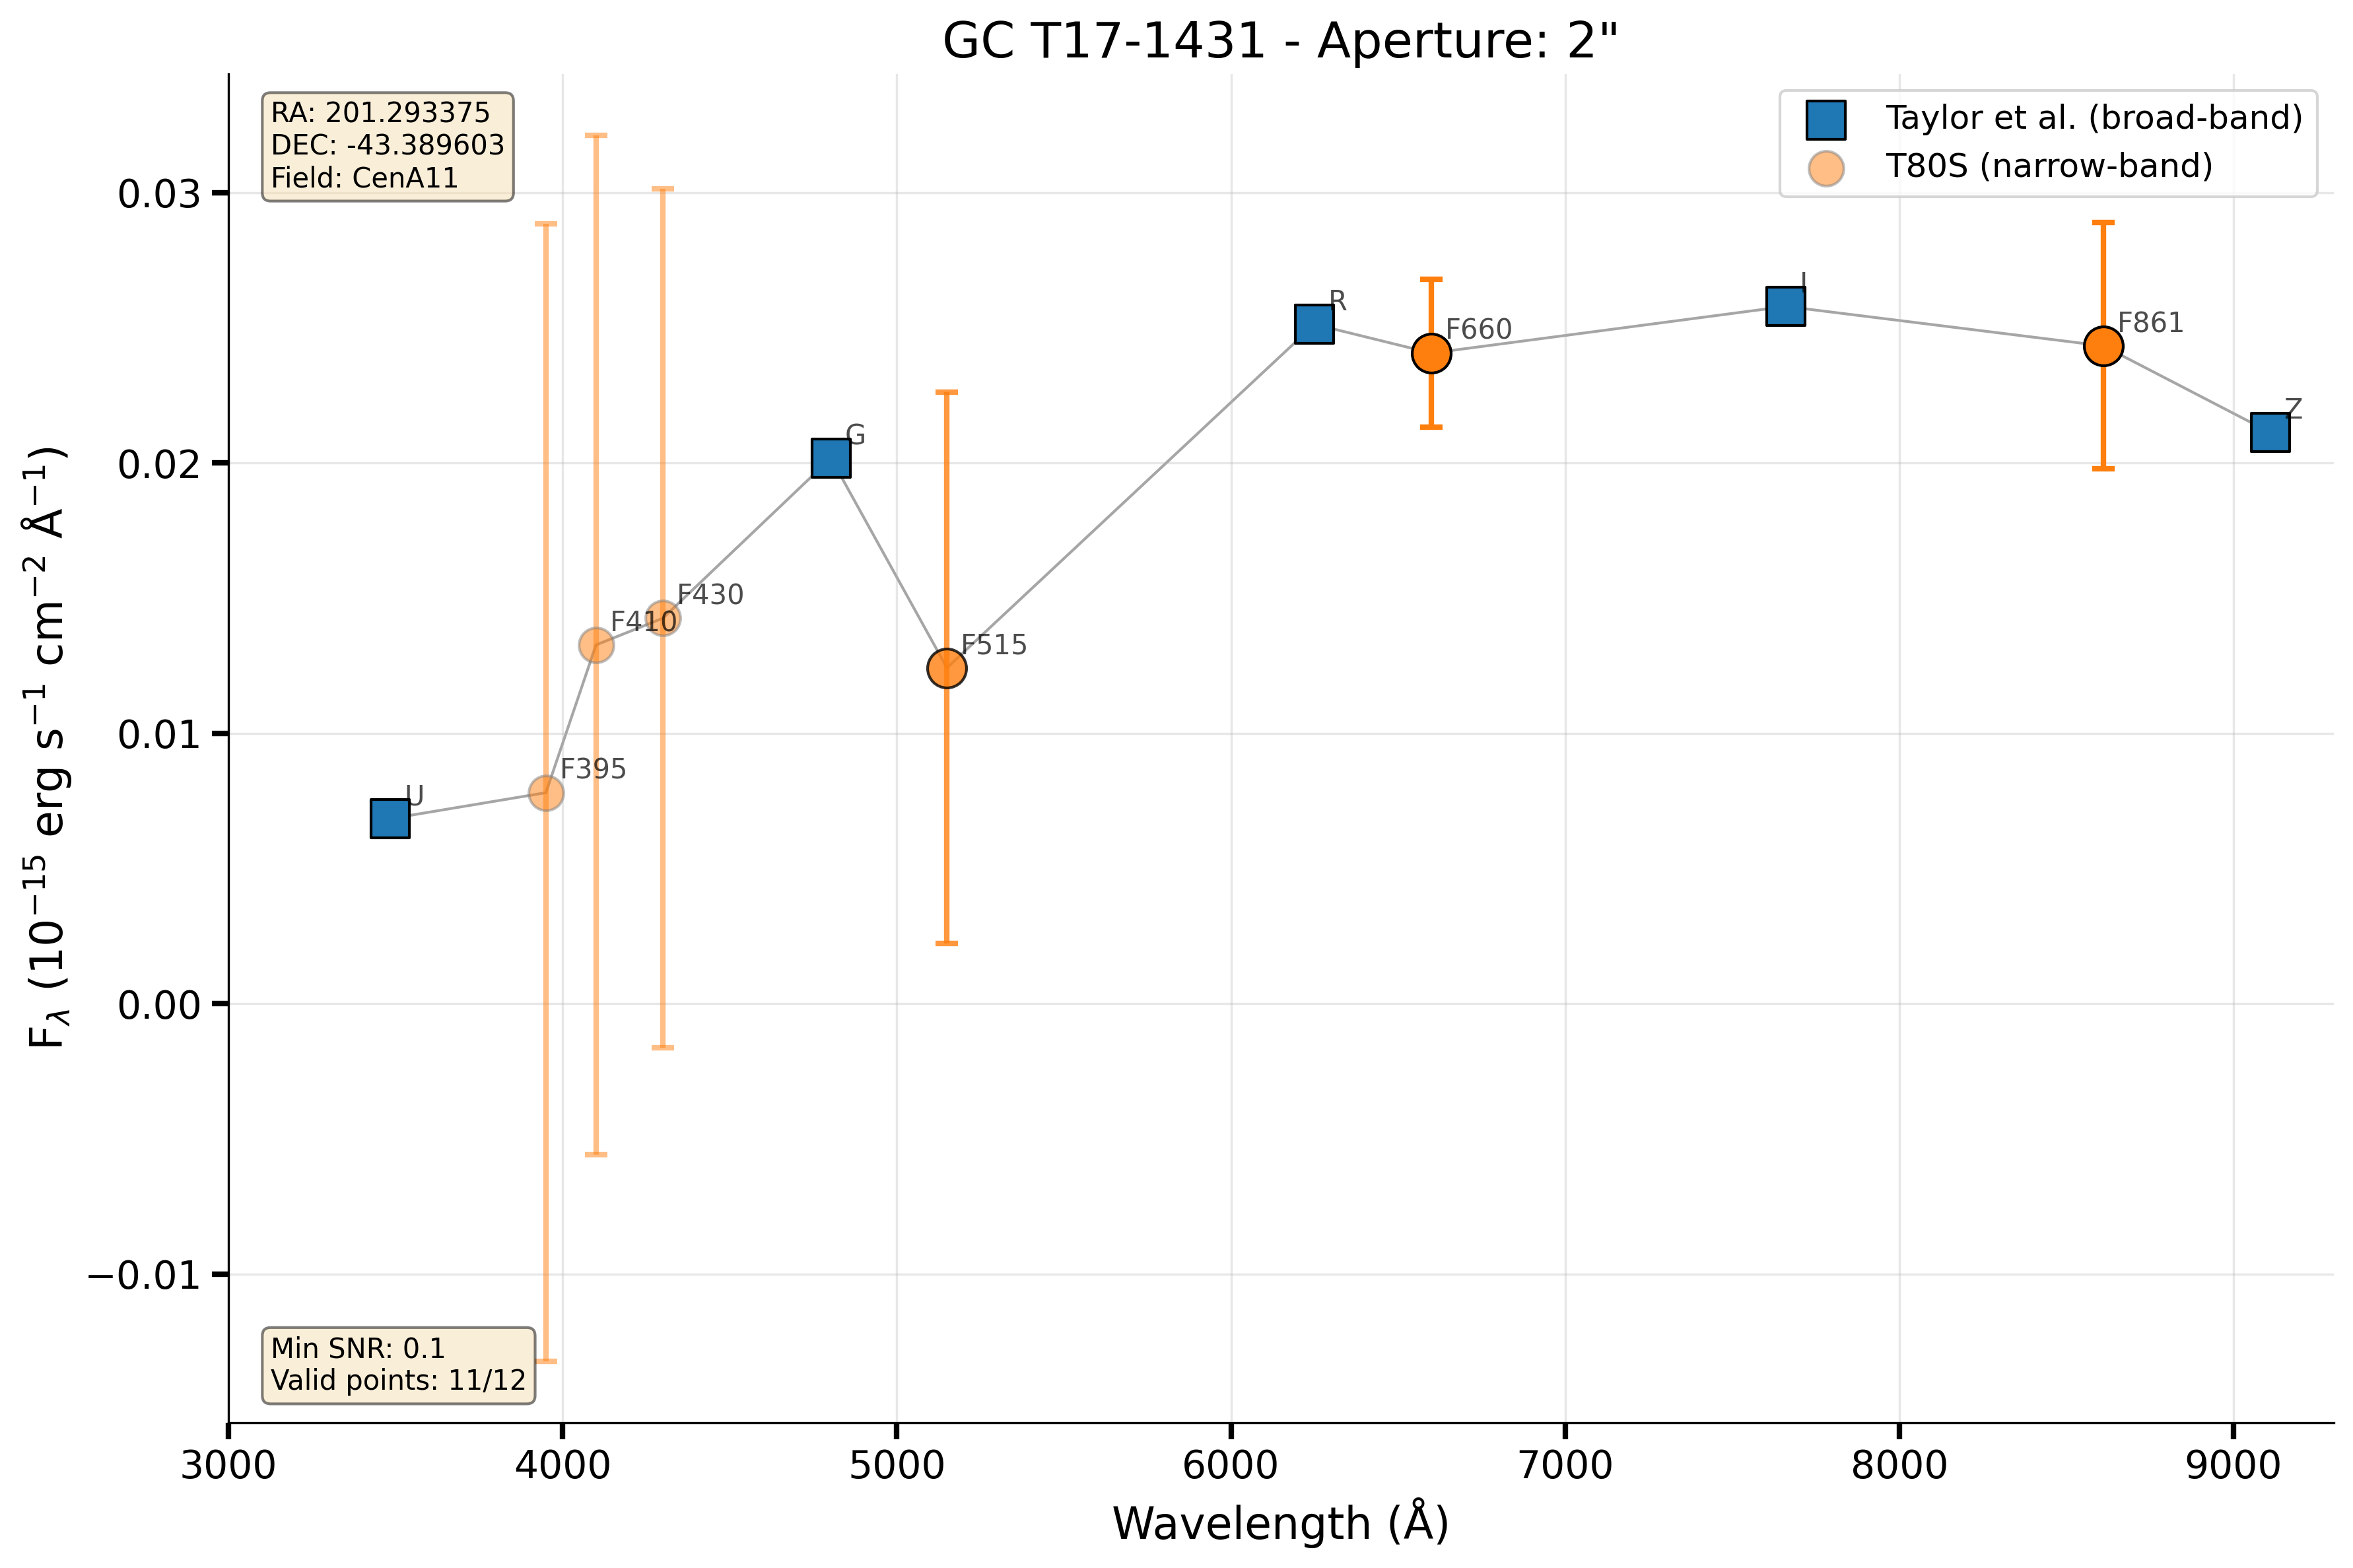 GC T17-1431 - Aperture: 2"
RA: 201.293375
DEC: -43.389603
Field: CenA11
Taylor et al. (broad-band)
T80S (narrow-band)
0.03
0.02
0.01
0.00
−0.01
F_λ (10⁻¹⁵ erg s⁻¹ cm⁻² Å⁻¹)
U
F395
F410
F430
G
F515
R
F660
I
F861
Z
Min SNR: 0.1
Valid points: 11/12
3000 4000 5000 6000 7000 8000 9000
Wavelength (Å)